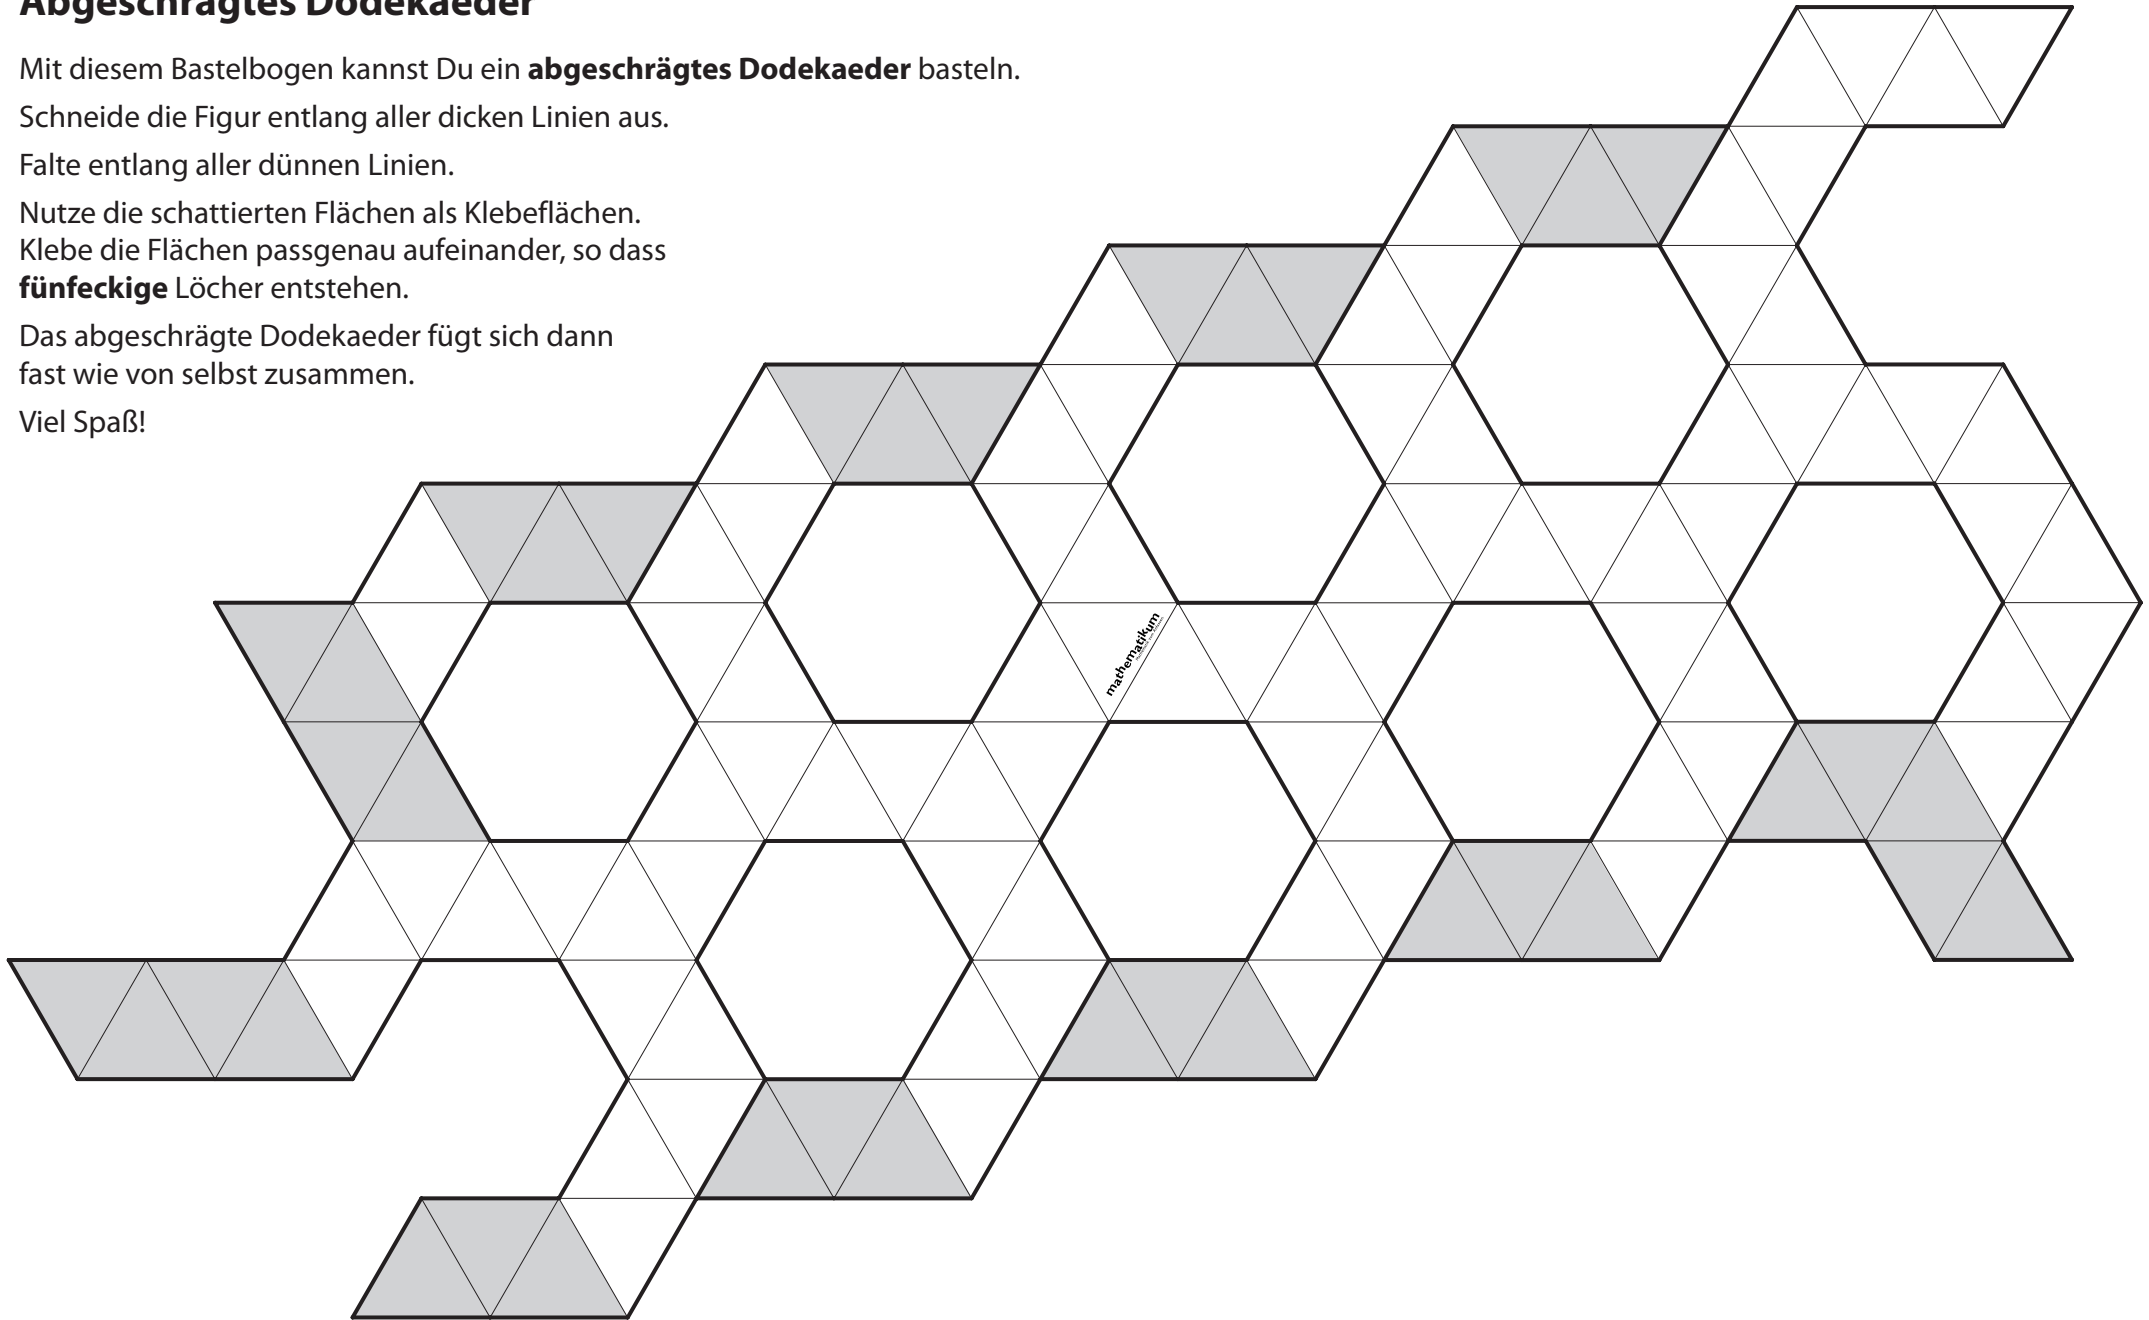 Abgeschrägtes Dodekaeder
Mit diesem Bastelbogen kannst Du ein abgeschrägtes Dodekaeder basteln.
Schneide die Figur entlang aller dicken Linien aus.
Falte entlang aller dünnen Linien.
Nutze die schattierten Flächen als Klebeflächen.
Klebe die Flächen passgenau aufeinander, so dass
fünfeckige Löcher entstehen.
Das abgeschrägte Dodekaeder fügt sich dann
fast wie von selbst zusammen.
Viel Spaß!
mathematikum